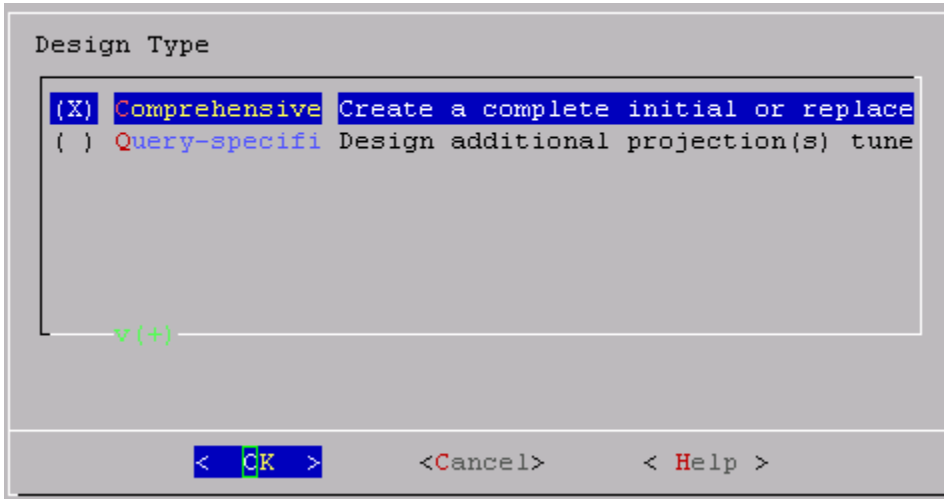 Design Type
(X) Comprehensive Create a complete initial or replace
( ) Query-specifi Design additional projection(s) tune
v(+)
< OK > <Cancel> < Help >